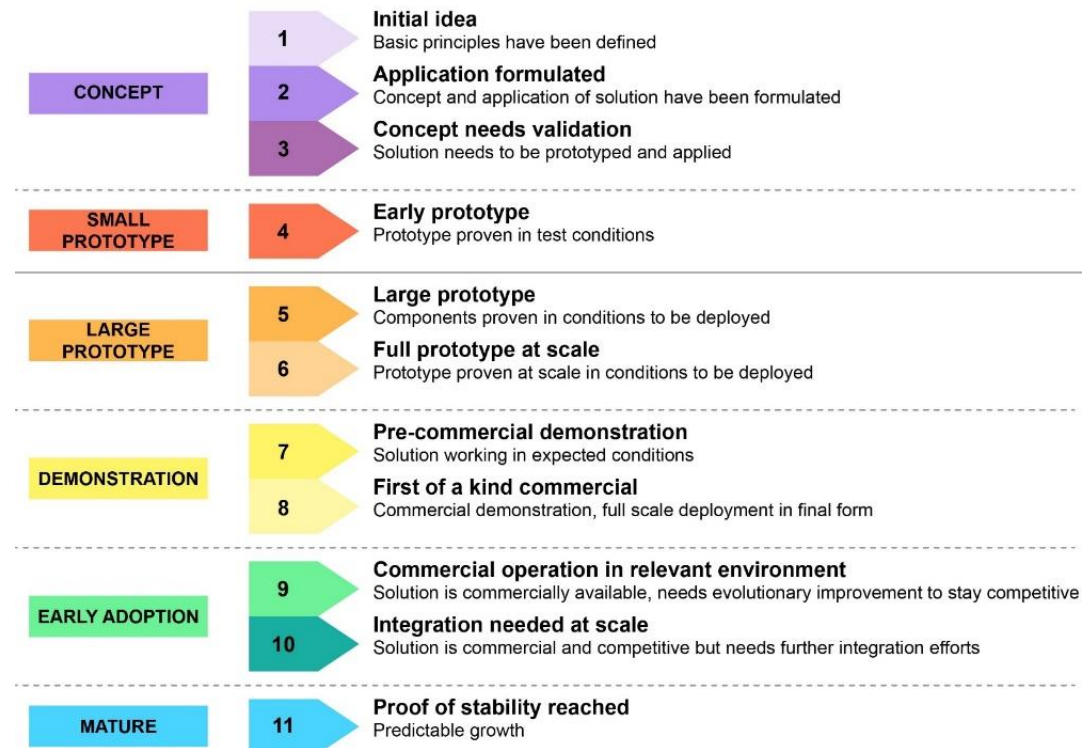 CONCEPT
1
Initial idea
Basic principles have been defined
2
Application formulated
Concept and application of solution have been formulated
3
Concept needs validation
Solution needs to be prototyped and applied
SMALL
PROTOTYPE
4
Early prototype
Prototype proven in test conditions
LARGE
PROTOTYPE
5
Large prototype
Components proven in conditions to be deployed
6
Full prototype at scale
Prototype proven at scale in conditions to be deployed
DEMONSTRATION
7
Pre-commercial demonstration
Solution working in expected conditions
8
First of a kind commercial
Commercial demonstration, full scale deployment in final form
EARLY ADOPTION
9
Commercial operation in relevant environment
Solution is commercially available, needs evolutionary improvement to stay competitive
10
Integration needed at scale
Solution is commercial and competitive but needs further integration efforts
MATURE
11
Proof of stability reached
Predictable growth